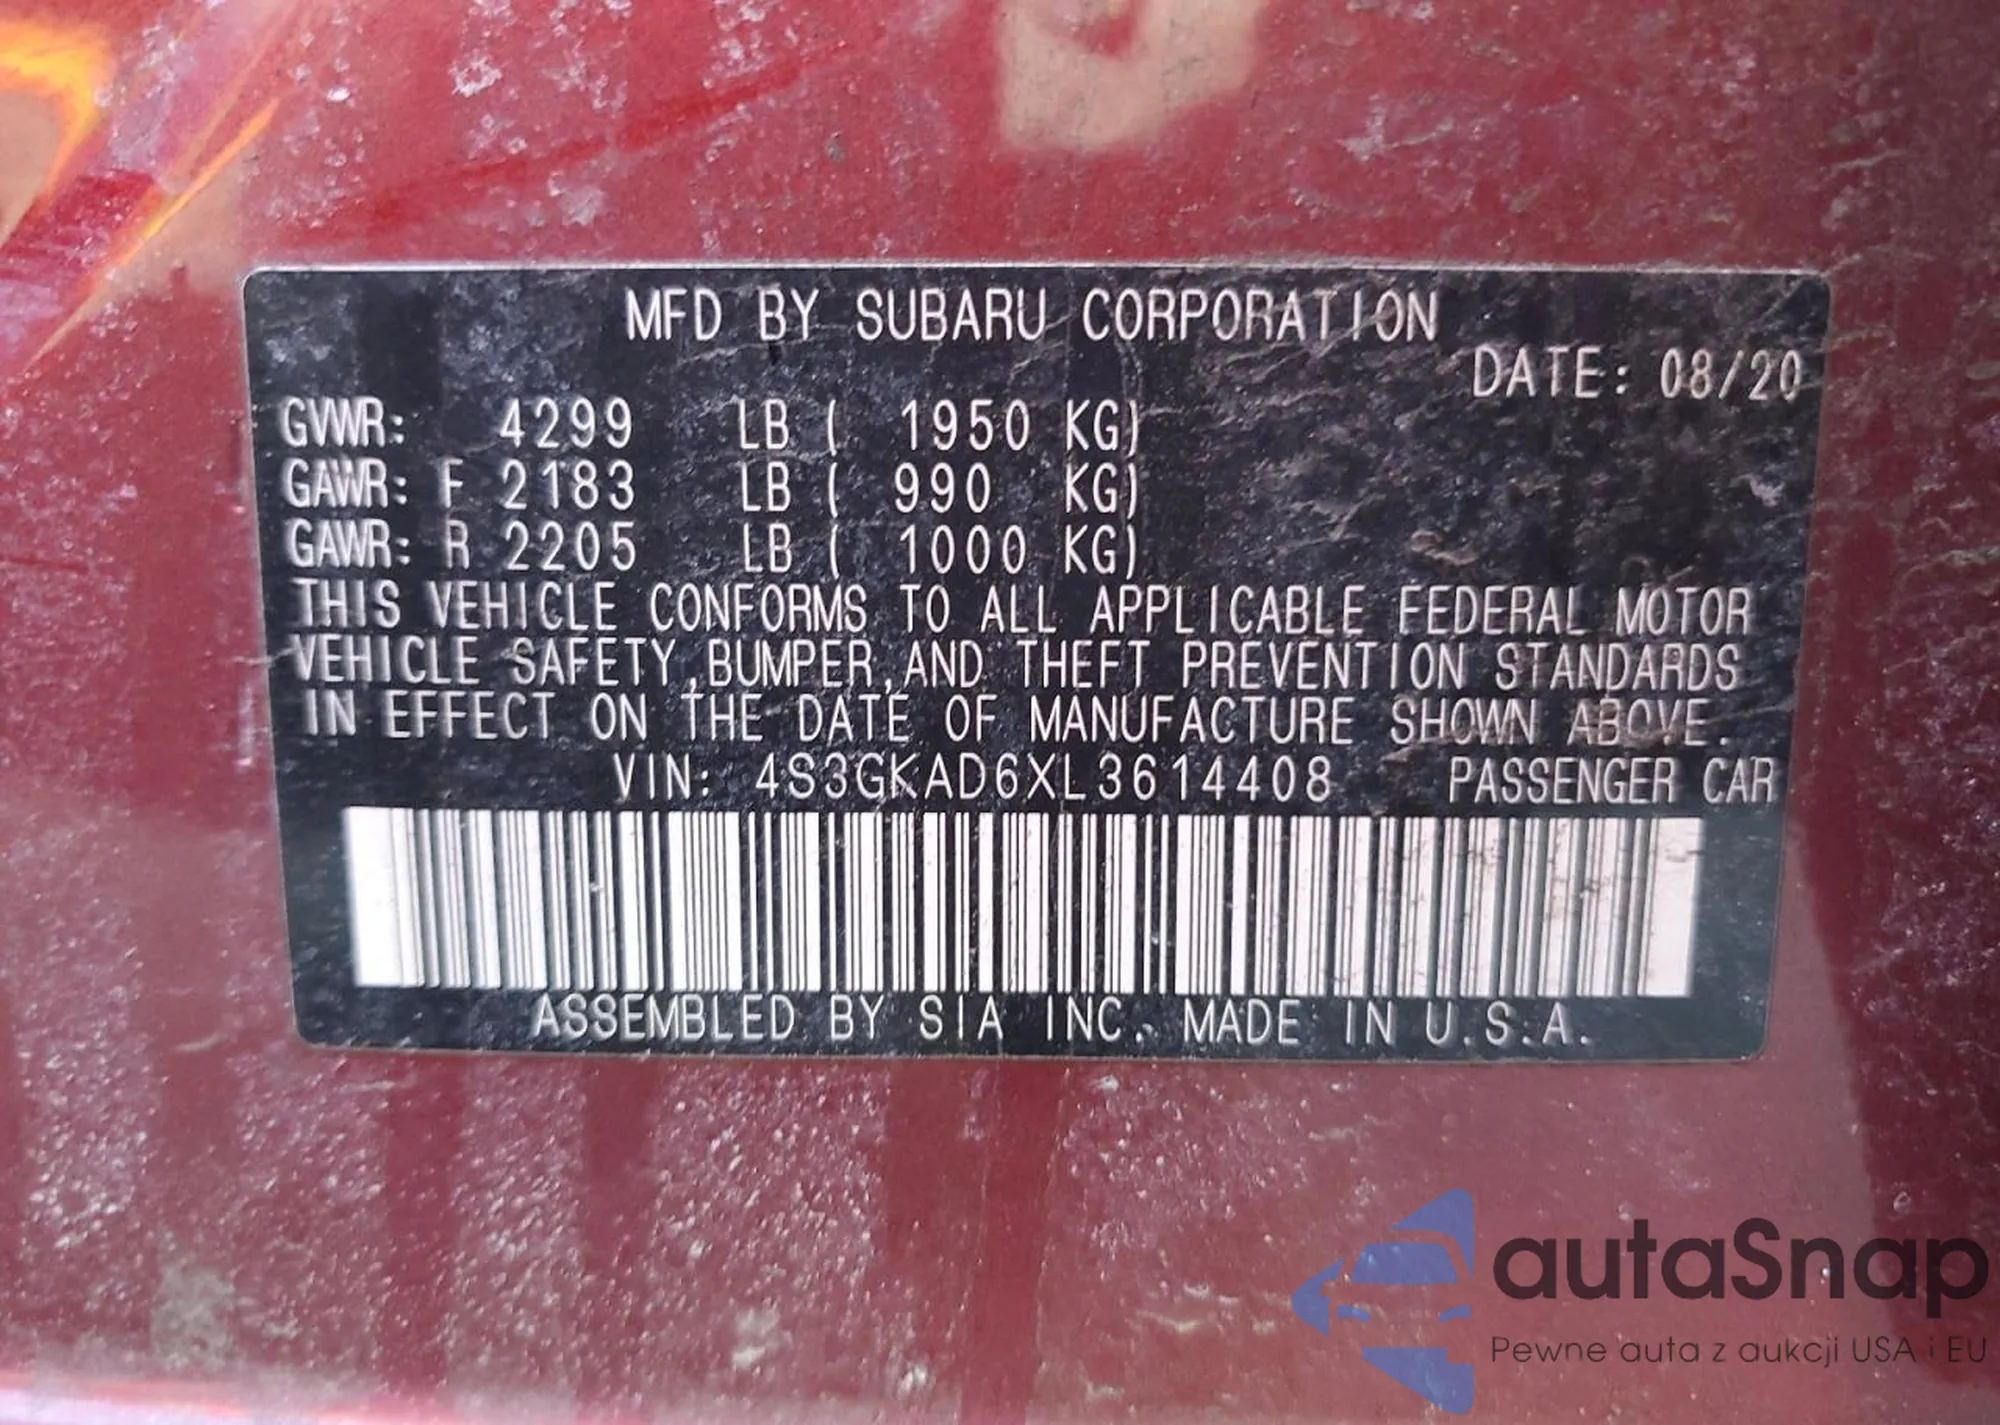 MFD BY SUBARU CORPORATION
DATE: 08/20
GVWR: 4299 LB ( 1950 KG)
GAWR: F 2183 LB ( 990 KG)
GAWR: R 2205 LB ( 1000 KG)
THIS VEHICLE CONFORMS TO ALL APPLICABLE FEDERAL MOTOR
VEHICLE SAFETY,BUMPER,AND THEFT PREVENTION STANDARDS
IN EFFECT ON THE DATE OF MANUFACTURE SHOWN ABOVE.
VIN: 4S3GKAD6XL3614408 PASSENGER CAR
ASSEMBLED BY SIA INC. MADE IN U.S.A.
autaSnap
Pewne auta z aukcji USA i EU